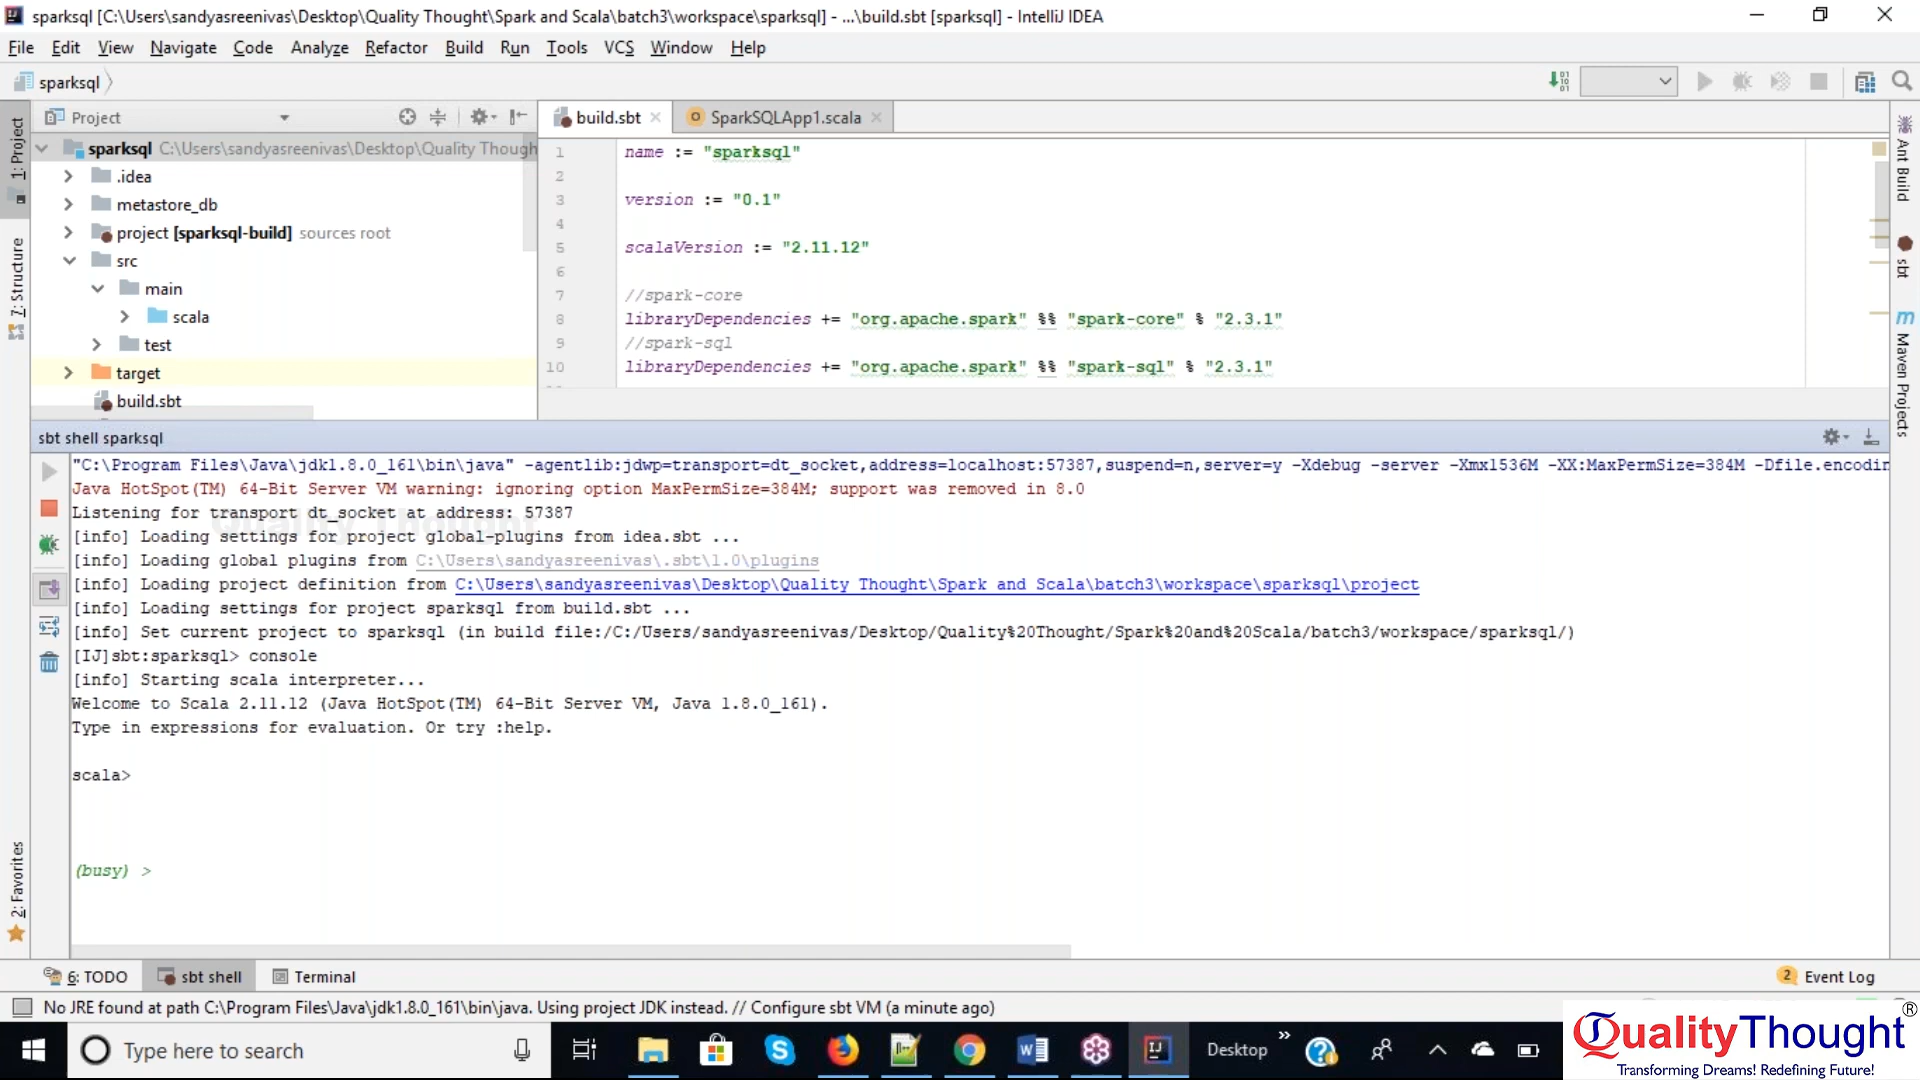 sparksql [C:\Users\sandyasreenivas\Desktop\Quality Thought\Spark and Scala\batch3\workspace\sparksql] - ...\build.sbt [sparksql] - IntelliJ IDEA
File Edit View Navigate Code Analyze Refactor Build Run Tools VCS Window Help
sparksql
Project
build.sbt
SparkSQLApp1.scala
1: Project
7: Structure
2: Favorites
Ant Build
sbt
Maven Projects
sparksql C:\Users\sandyasreenivas\Desktop\Quality Though
.idea
metastore_db
project [sparksql-build] sources root
src
main
scala
test
target
build.sbt
1 name := "sparksql"
2
3 version := "0.1"
4
5 scalaVersion := "2.11.12"
6
7 //spark-core
8 libraryDependencies += "org.apache.spark" %% "spark-core" % "2.3.1"
9 //spark-sql
10 libraryDependencies += "org.apache.spark" %% "spark-sql" % "2.3.1"
sbt shell sparksql
"C:\Program Files\Java\jdk1.8.0_161\bin\java" -agentlib:jdwp=transport=dt_socket,address=localhost:57387,suspend=n,server=y -Xdebug -server -Xmx1536M -XX:MaxPermSize=384M -Dfile.encodin
Java HotSpot(TM) 64-Bit Server VM warning: ignoring option MaxPermSize=384M; support was removed in 8.0
Listening for transport dt_socket at address: 57387
Quality Thought
[info] Loading settings for project global-plugins from idea.sbt ...
[info] Loading global plugins from C:\Users\sandyasreenivas\.sbt\1.0\plugins
[info] Loading project definition from C:\Users\sandyasreenivas\Desktop\Quality Thought\Spark and Scala\batch3\workspace\sparksql\project
[info] Loading settings for project sparksql from build.sbt ...
[info] Set current project to sparksql (in build file:/C:/Users/sandyasreenivas/Desktop/Quality%20Thought/Spark%20and%20Scala/batch3/workspace/sparksql/)
[IJ]sbt:sparksql> console
[info] Starting scala interpreter...
Welcome to Scala 2.11.12 (Java HotSpot(TM) 64-Bit Server VM, Java 1.8.0_161).
Type in expressions for evaluation. Or try :help.
scala>
(busy) >
6: TODO sbt shell Terminal
2 Event Log
No JRE found at path C:\Program Files\Java\jdk1.8.0_161\bin\java. Using project JDK instead. // Configure sbt VM (a minute ago)
Type here to search
Desktop
QualityThought®
Transforming Dreams! Redefining Future!